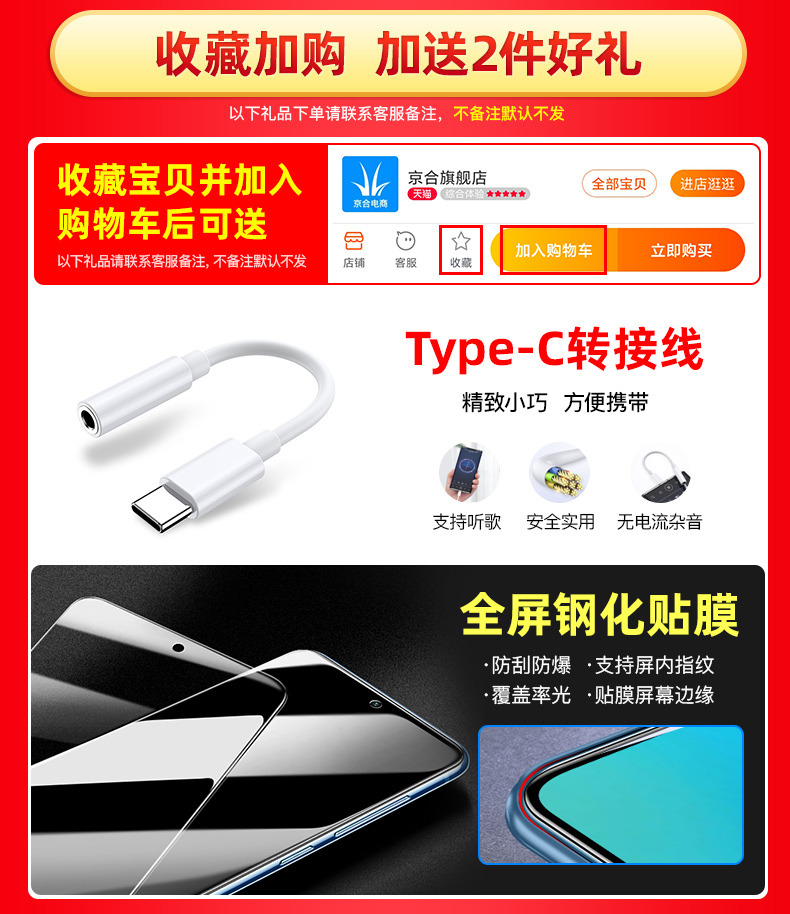 收藏加购 加送2件好礼
以下礼品下单请联系客服备注，不备注默认不发
收藏宝贝并加入
购物车后可送
以下礼品请联系客服备注, 不备注默认不发
京合电商
京合旗舰店
天猫 综合体验★★★★★
全部宝贝 进店逛逛
店铺 客服 收藏 加入购物车 立即购买
Type-C转接线
精致小巧 方便携带
支持听歌 安全实用 无电流杂音
全屏钢化贴膜
·防刮防爆 ·支持屏内指纹
·覆盖率光 ·贴膜屏幕边缘